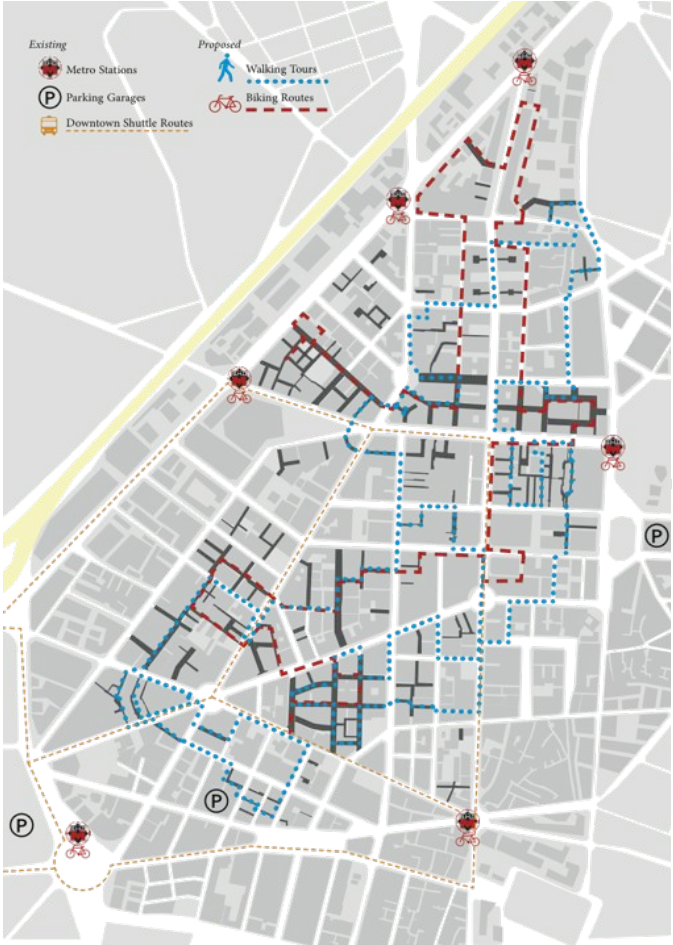 Existing
Proposed
Metro Stations
Walking Tours
P Parking Garages
Biking Routes
Downtown Shuttle Routes
P
P
P